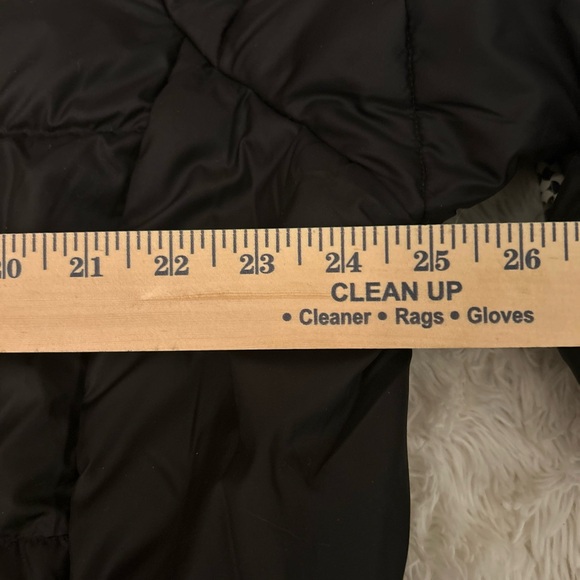 20 21 22 23 24 25 26
CLEAN UP
• Cleaner • Rags • Gloves